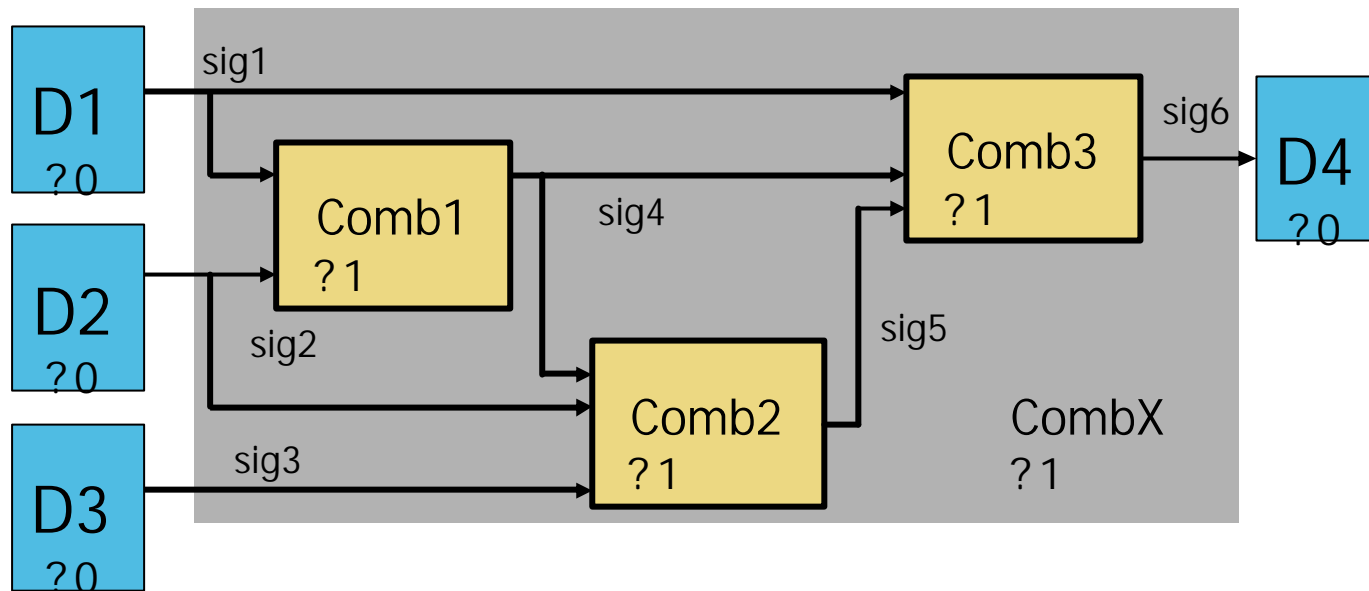 sig1
D1
?0
Comb1
?1
sig4
Comb3
?1
sig6
D4
?0
D2
?0
sig2
sig5
Comb2
?1
CombX
?1
sig3
D3
?0